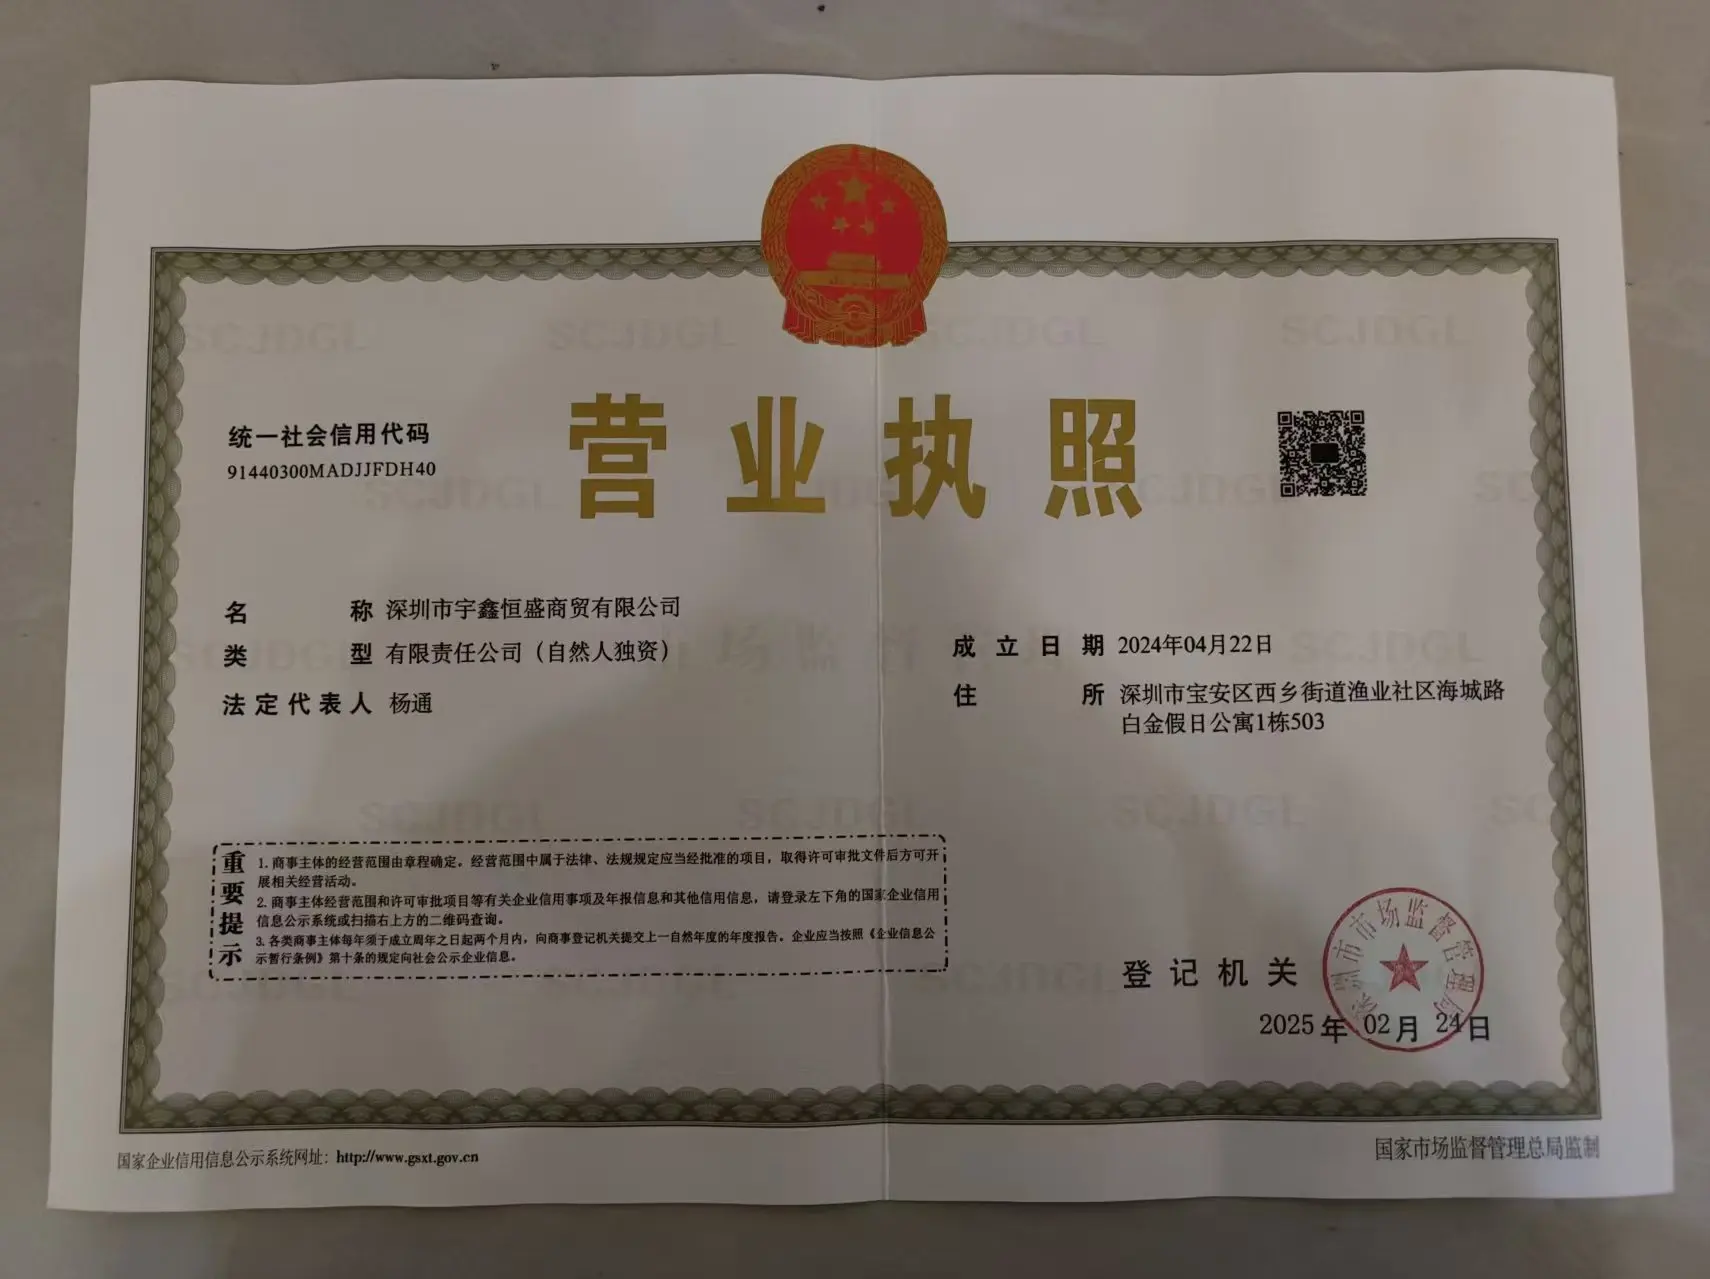 营业执照
统一社会信用代码
91440300MADJJFDH40
名称 深圳市宇鑫恒盛商贸有限公司
类型 有限责任公司（自然人独资）
法定代表人 杨通
成立日期 2024年04月22日
住所 深圳市宝安区西乡街道渔业社区海城路
白金假日公寓1栋503
重要提示
1. 商事主体的经营范围由章程确定。经营范围中属于法律、法规规定应当经批准的项目，取得许可审批文件后方可开
展相关经营活动。
2. 商事主体经营范围和许可审批项目等有关企业信用事项及年报信息和其他信用信息，请登录左下角的国家企业信用
信息公示系统或扫描右上方的二维码查询。
3. 各类商事主体每年须于成立周年之日起两个月内，向商事登记机关提交上一自然年度的年度报告。企业应当按照《企业信息公
示暂行条例》第十条的规定向社会公示企业信息。
登记机关
深圳市市场监督管理局
2025年02月24日
国家企业信用信息公示系统网址：http://www.gsxt.gov.cn
国家市场监督管理总局监制